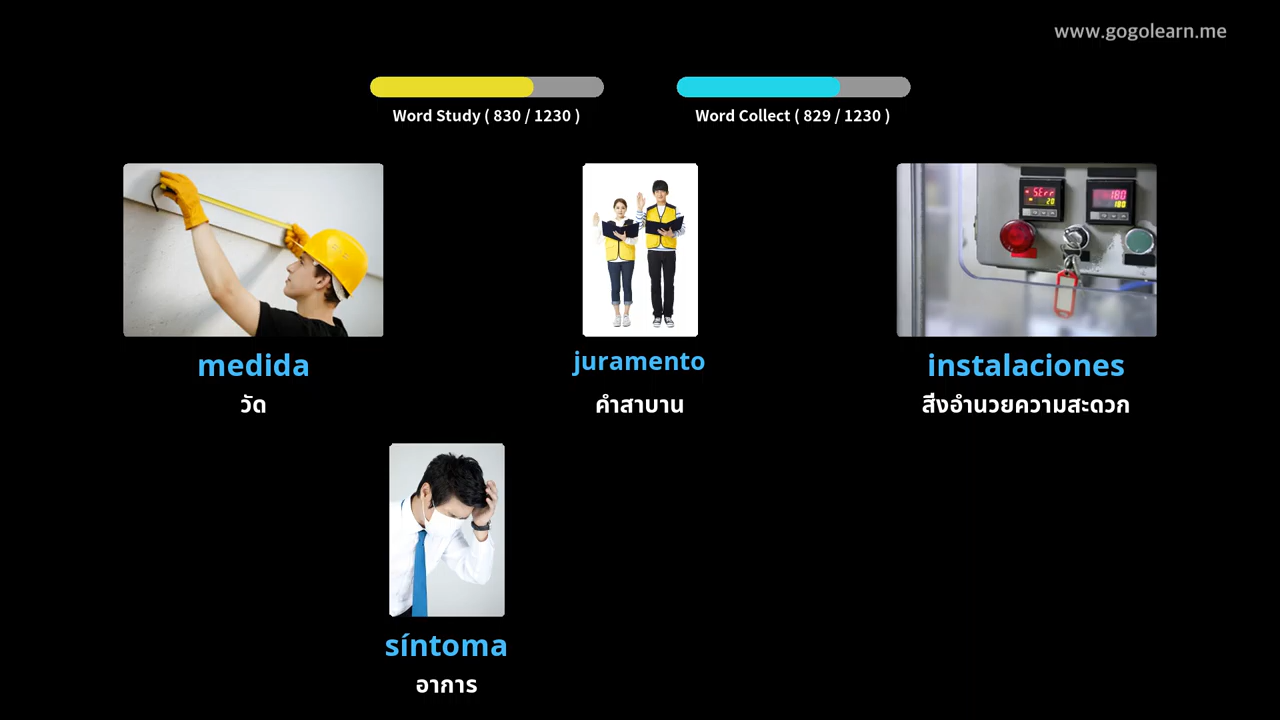 www.gogolearn.me
Word Study ( 830 / 1230 )
Word Collect ( 829 / 1230 )
medida
วัด
juramento
คำสาบาน
instalaciones
สิ่งอำนวยความสะดวก
síntoma
อาการ